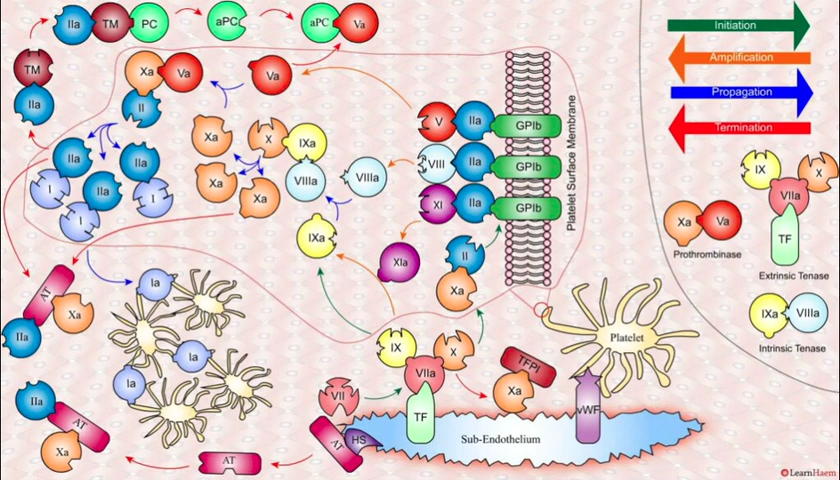 IIa TM PC
aPC
aPC Va
Initiation
Amplification
Propagation
Termination
TM
IIa
Xa Va
II
Va
V IIa GPIb
VIII IIa GPIb
XI IIa GPIb
Platelet Surface Membrane
Xa
X IXa
VIIIa
VIIIa
Xa
Xa
IIa
IIa
IIa
I
I
I
IXa
XIa
II
Xa
IX
X
VIIa
TF
Extrinsic Tenase
Xa Va
Prothrombinase
IXa VIIIa
Intrinsic Tenase
AT
Xa
IIa
Ia
Ia
Ia
IX
X
VIIa
TF
VII
TFPI
Xa
Platelet
vWF
Sub-Endothelium
AT HS
AT
IIa
AT
Xa
LearnHaem